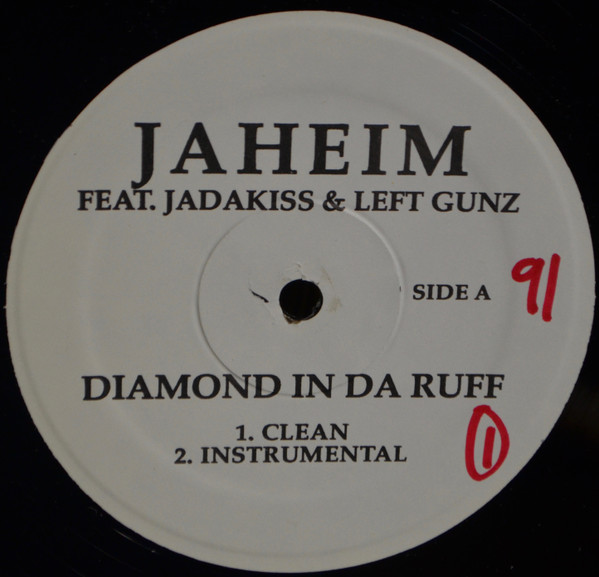 JAHEIM
FEAT. JADAKISS & LEFT GUNZ
SIDE A 91
DIAMOND IN DA RUFF
1. CLEAN
2. INSTRUMENTAL
1